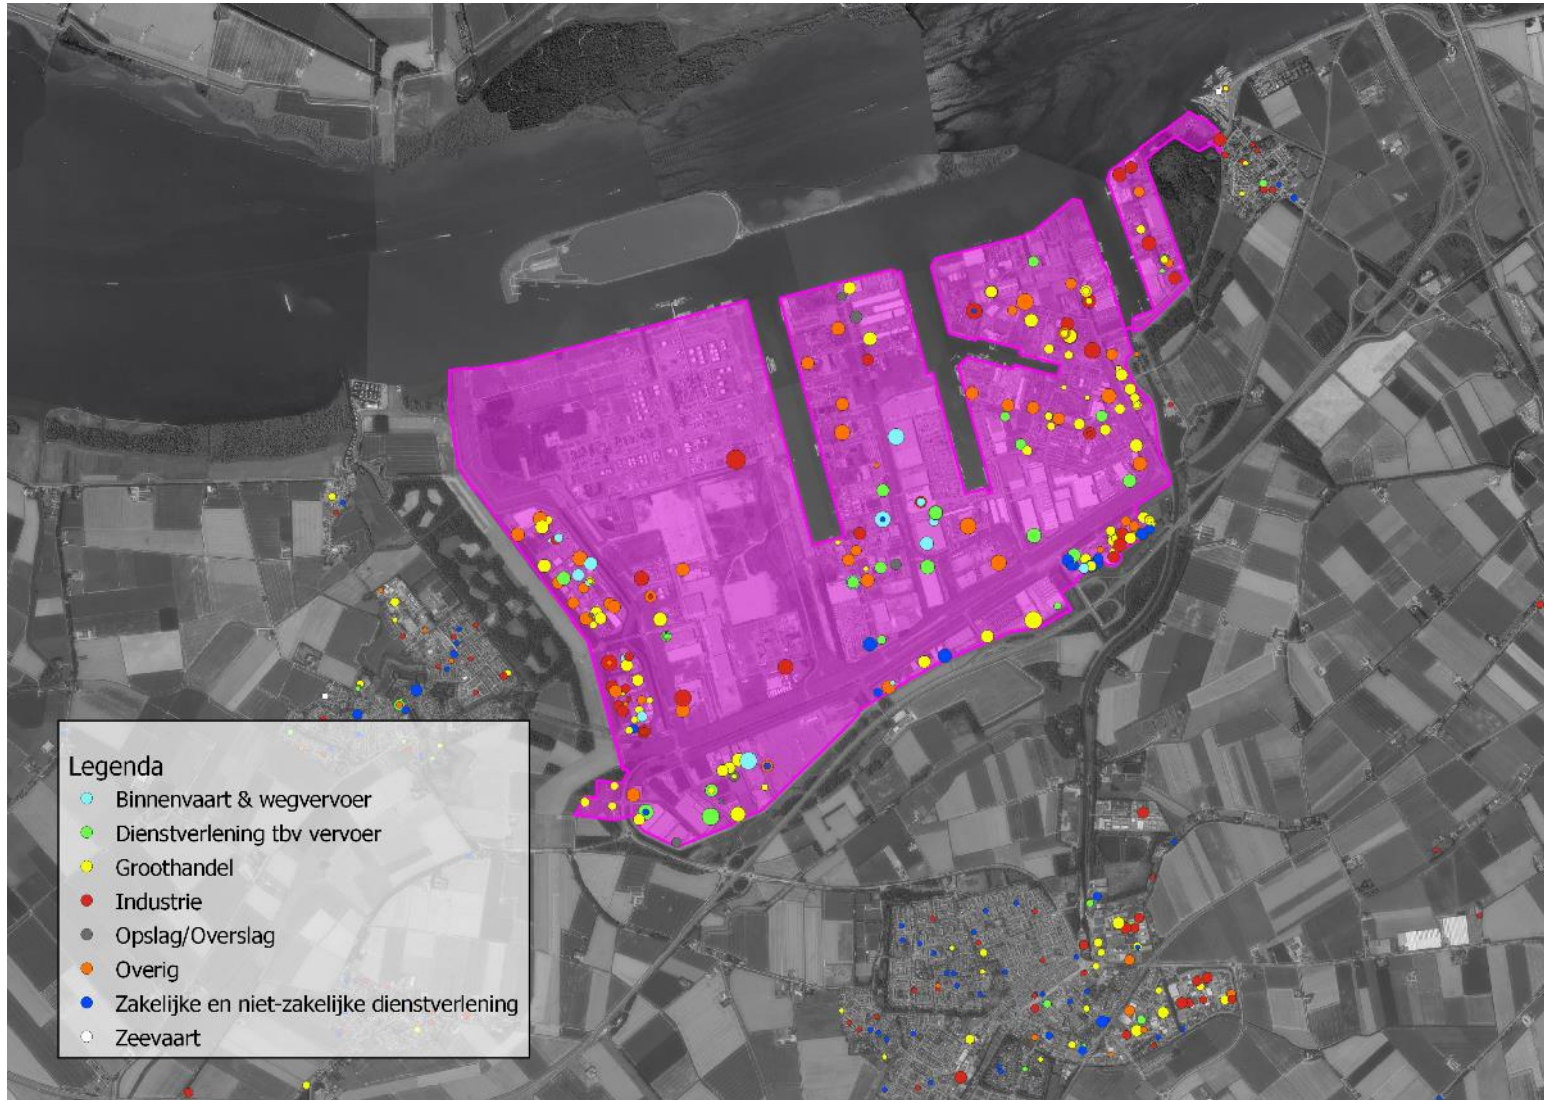 Legenda
Binnenvaart & wegvervoer
Dienstverlening tbv vervoer
Groothandel
Industrie
Opslag/Overslag
Overig
Zakelijke en niet-zakelijke dienstverlening
Zeevaart